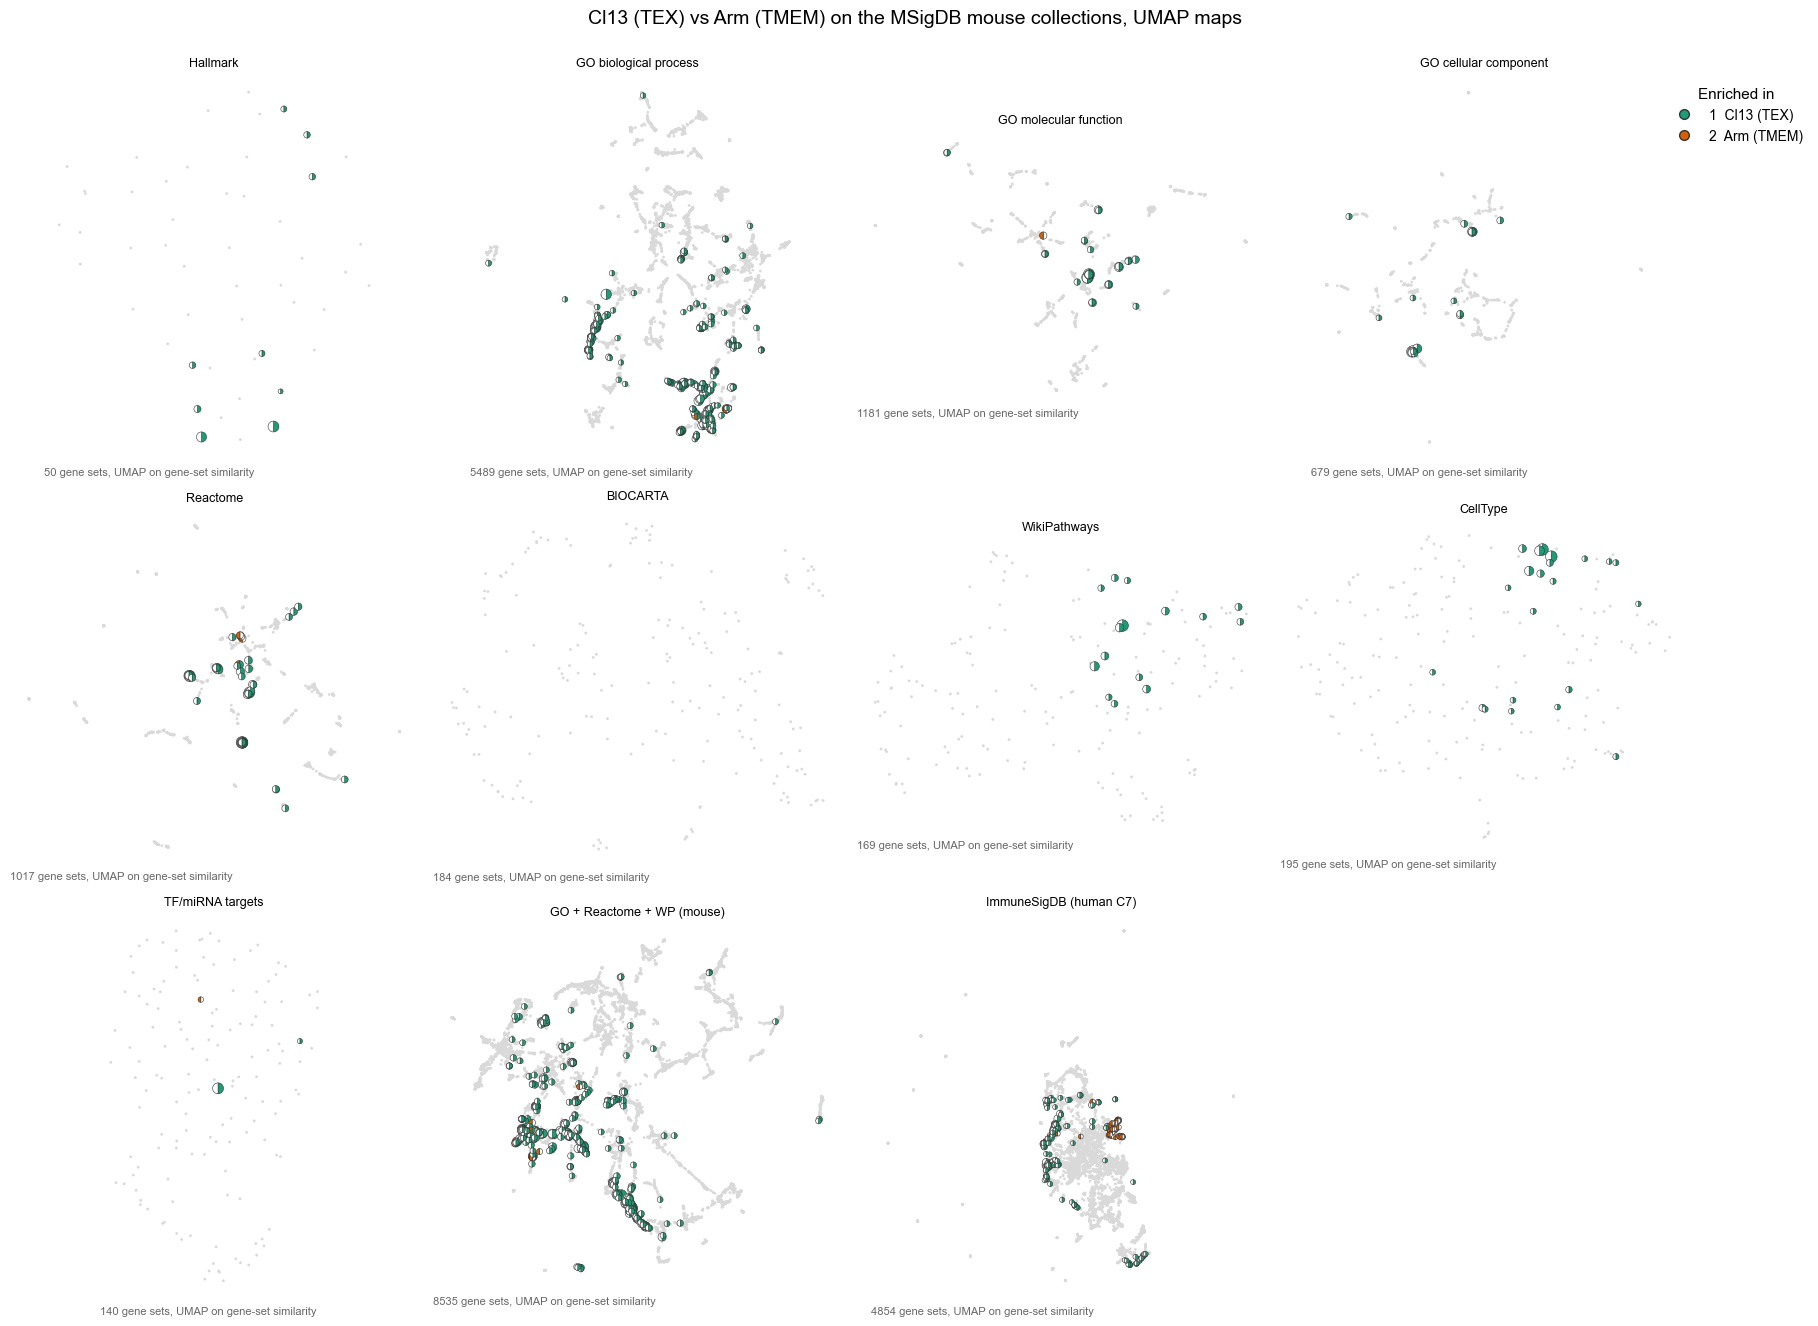 Cl13 (TEX) vs Arm (TMEM) on the MSigDB mouse collections, UMAP maps
Hallmark
50 gene sets, UMAP on gene-set similarity
GO biological process
5489 gene sets, UMAP on gene-set similarity
GO molecular function
1181 gene sets, UMAP on gene-set similarity
GO cellular component
679 gene sets, UMAP on gene-set similarity
Enriched in
1 Cl13 (TEX)
2 Arm (TMEM)
Reactome
1017 gene sets, UMAP on gene-set similarity
BIOCARTA
184 gene sets, UMAP on gene-set similarity
WikiPathways
169 gene sets, UMAP on gene-set similarity
CellType
195 gene sets, UMAP on gene-set similarity
TF/miRNA targets
140 gene sets, UMAP on gene-set similarity
GO + Reactome + WP (mouse)
8535 gene sets, UMAP on gene-set similarity
ImmuneSigDB (human C7)
4854 gene sets, UMAP on gene-set similarity